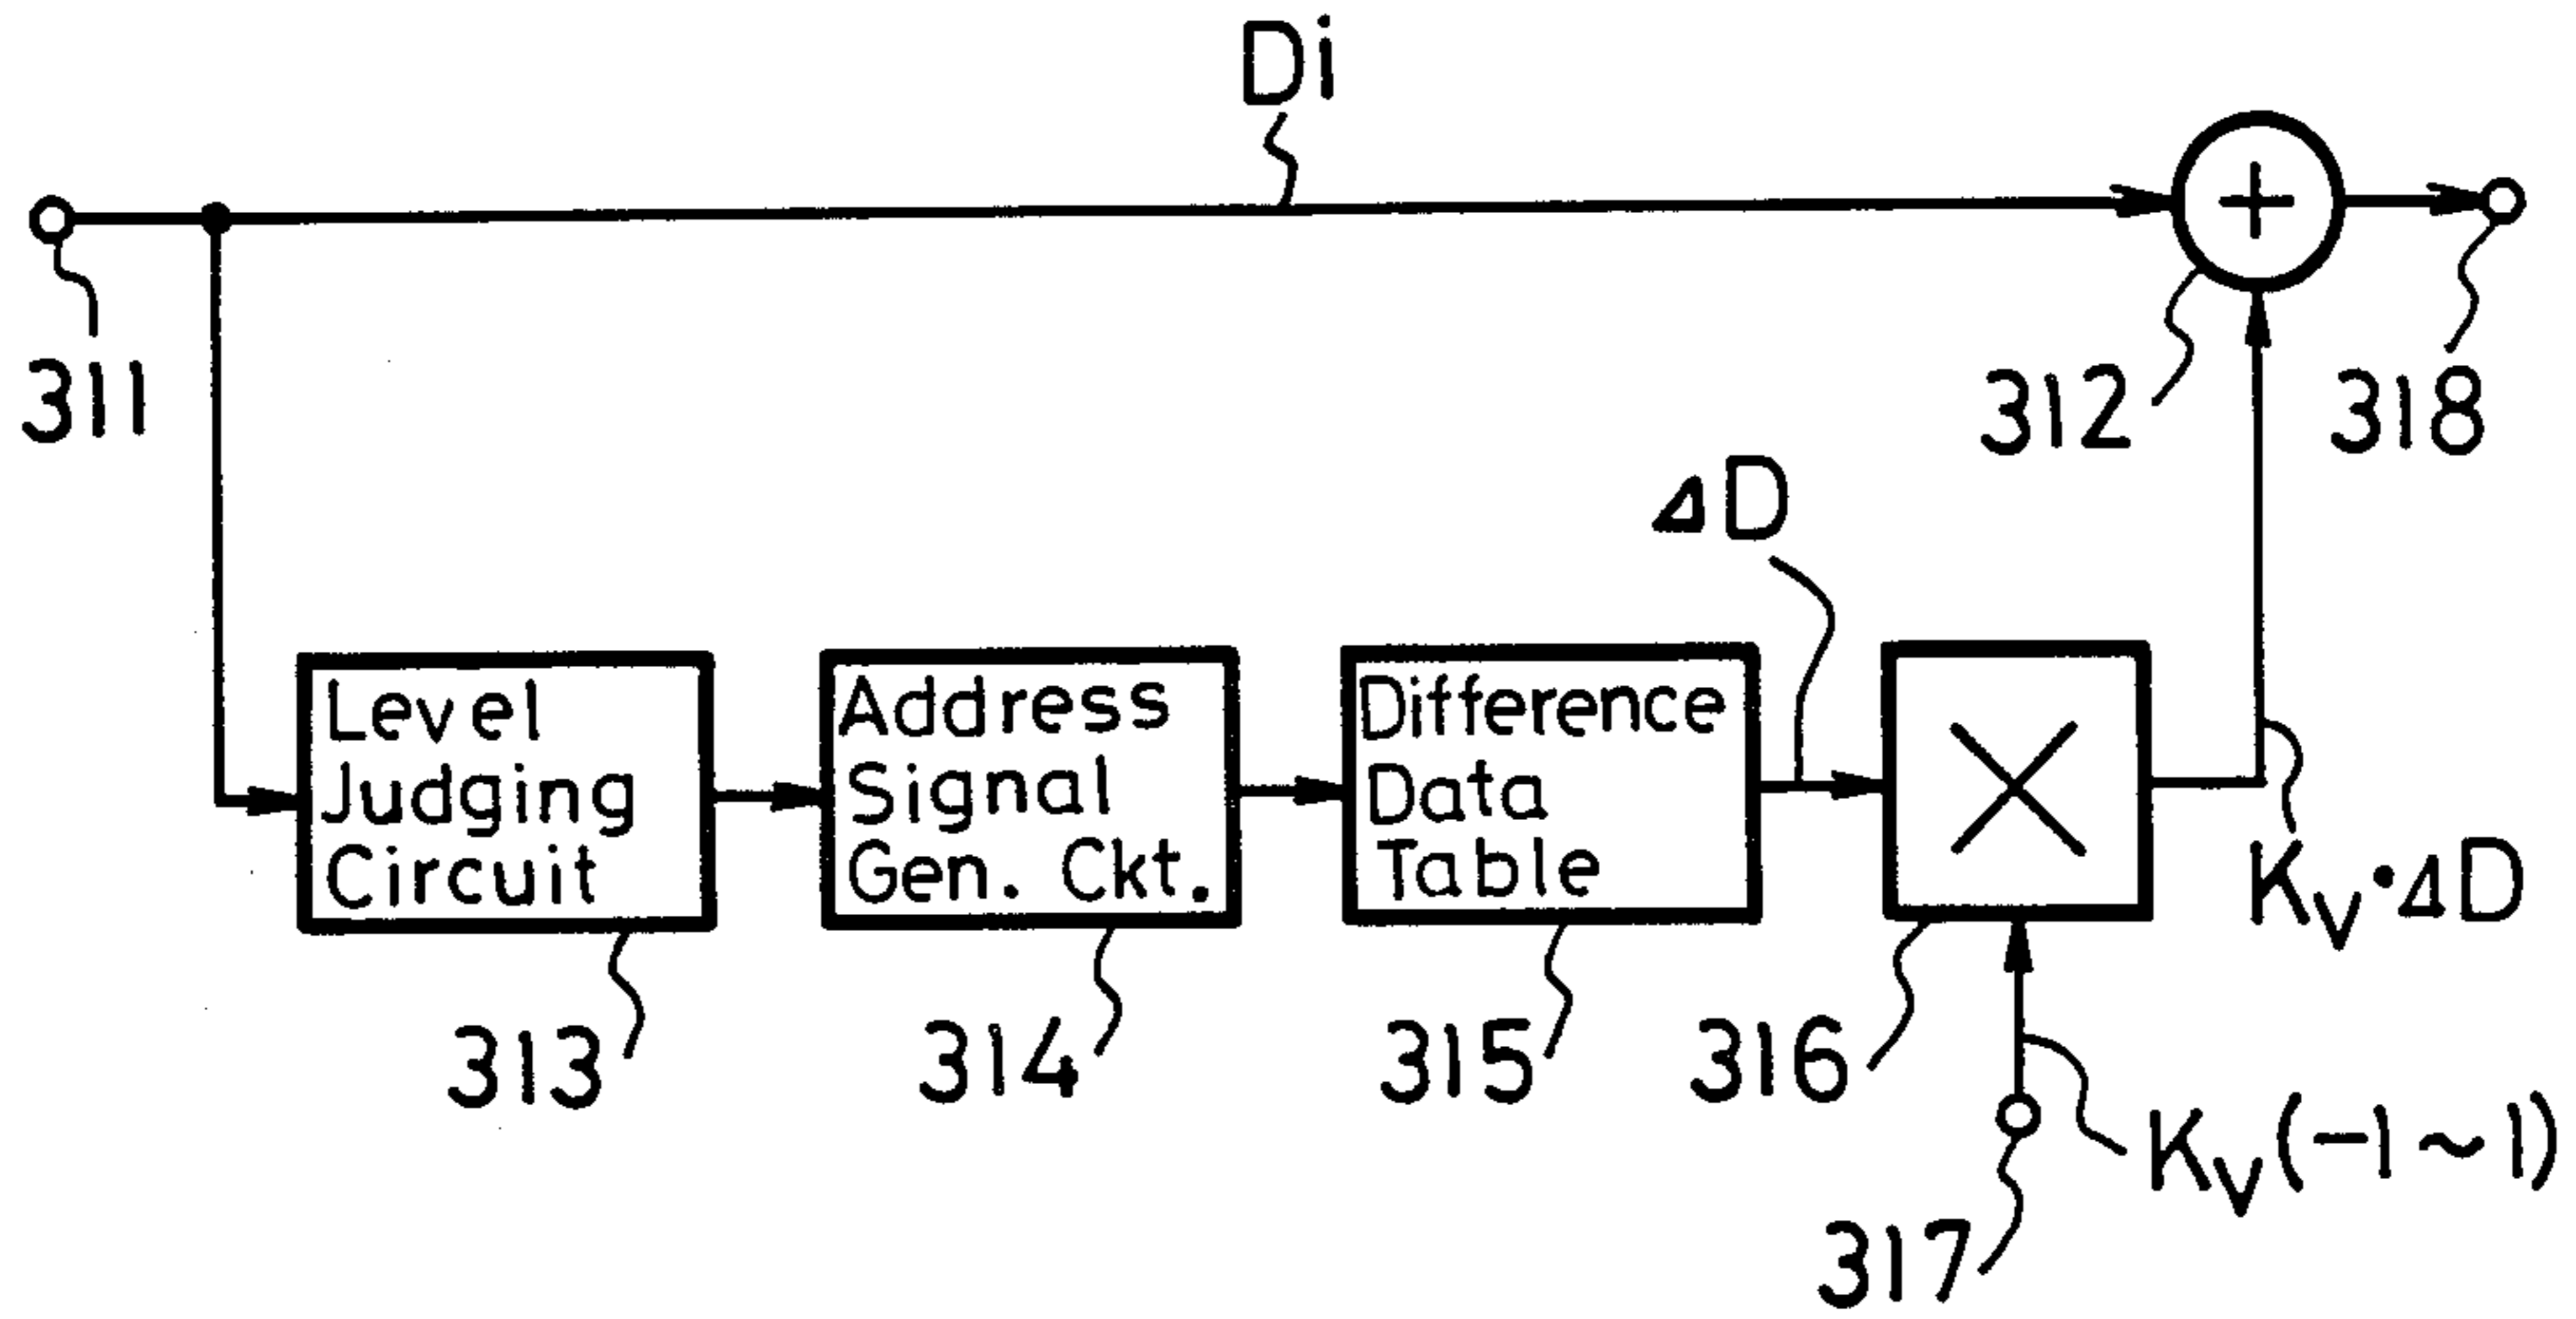 Di
311
312
318
ΔD
Level
Judging
Circuit
Address
Signal
Gen. Ckt.
Difference
Data
Table
+
×
KV·ΔD
313
314
315
316
KV(-1~1)
317